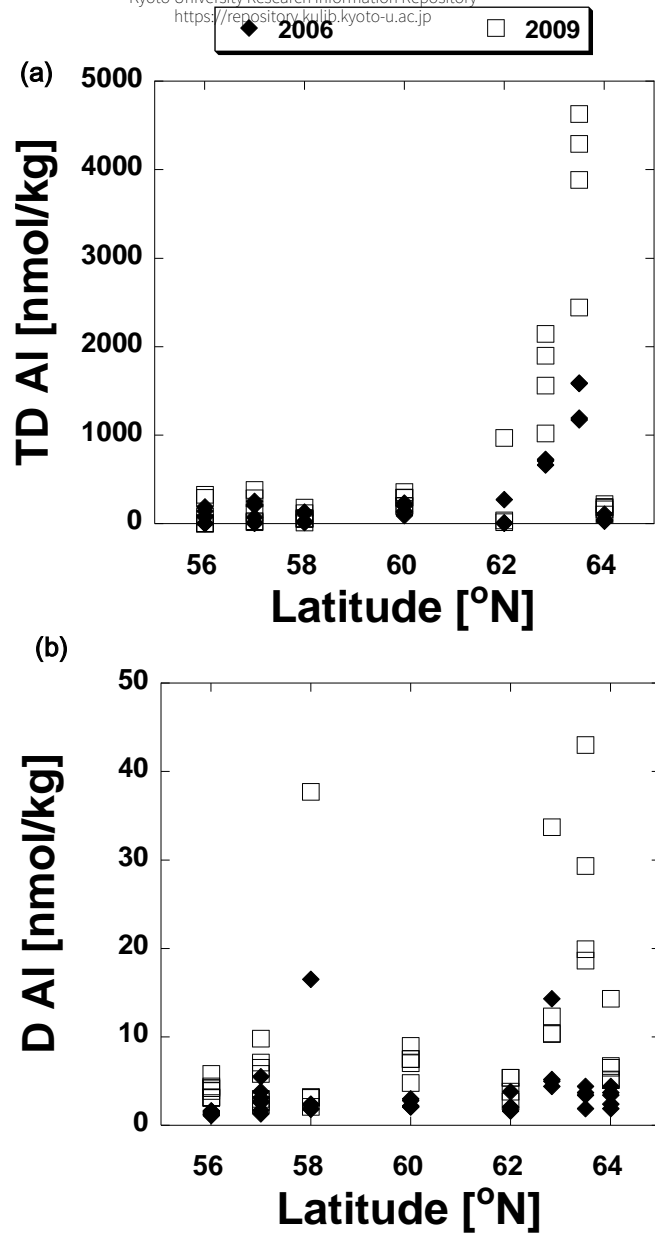 Kyoto University Research Information Repository
https://repository.kulib.kyoto-u.ac.jp
2006 2009
(a)
5000
4000
3000
2000
1000
0
TD Al [nmol/kg]
56 58 60 62 64
Latitude [oN]
(b)
50
40
30
20
10
0
D Al [nmol/kg]
56 58 60 62 64
Latitude [oN]